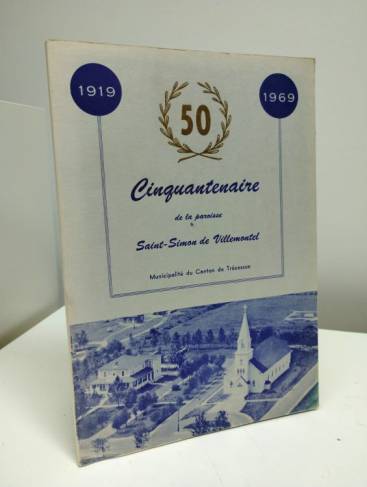 1919
1969
50
Cinquantenaire
de la paroisse
Saint-Simon de Villemontel
Municipalité du Canton de Trécesson